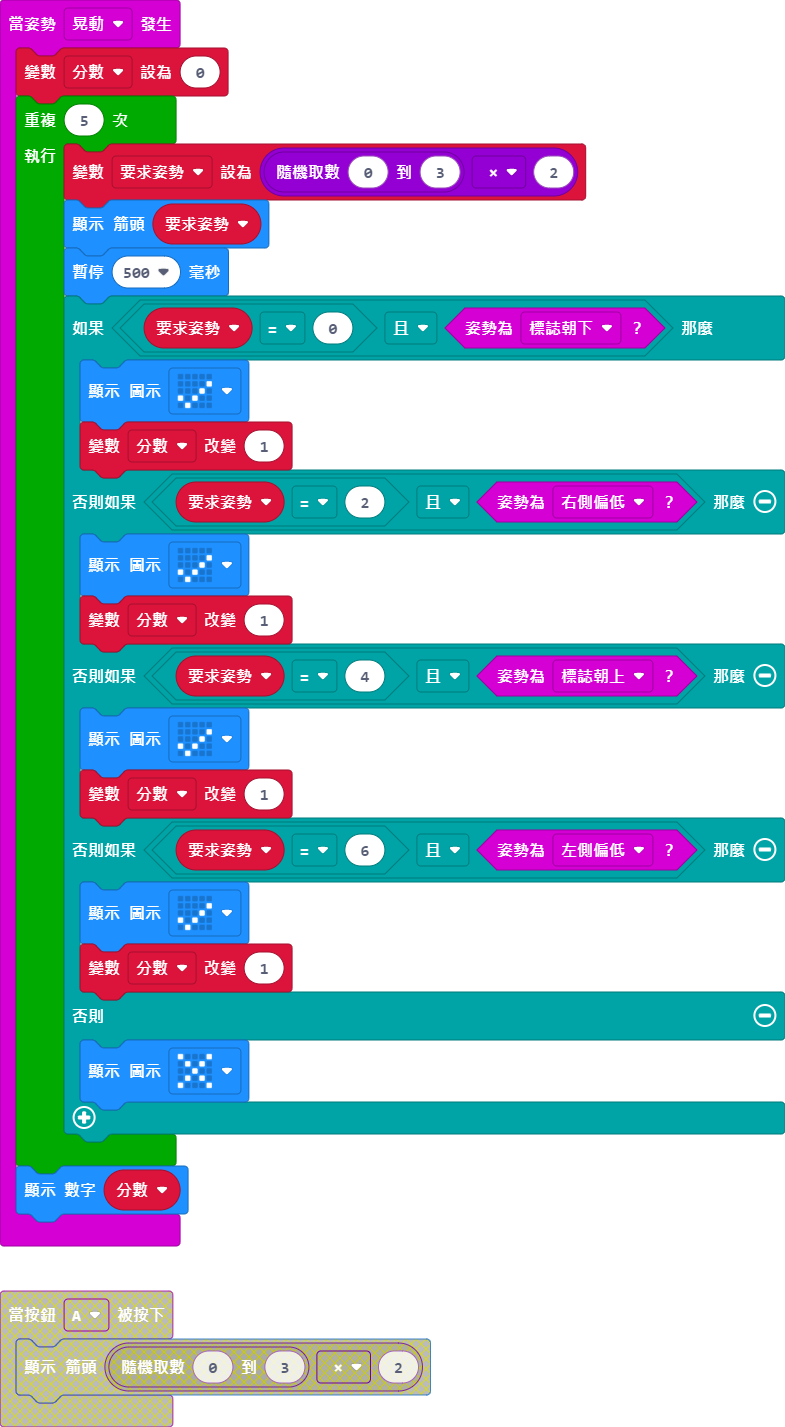 當姿勢 晃動 發生
變數 分數 設為 0
重複 5 次
執行
變數 要求姿勢 設為 隨機取數 0 到 3 × 2
顯示 箭頭 要求姿勢
暫停 500 毫秒
如果 要求姿勢 = 0 且 姿勢為 標誌朝下 ? 那麼
顯示 圖示
變數 分數 改變 1
否則如果 要求姿勢 = 2 且 姿勢為 右側偏低 ? 那麼
顯示 圖示
變數 分數 改變 1
否則如果 要求姿勢 = 4 且 姿勢為 標誌朝上 ? 那麼
顯示 圖示
變數 分數 改變 1
否則如果 要求姿勢 = 6 且 姿勢為 左側偏低 ? 那麼
顯示 圖示
變數 分數 改變 1
否則
顯示 圖示
顯示 數字 分數
當按鈕 A 被按下
顯示 箭頭 隨機取數 0 到 3 × 2